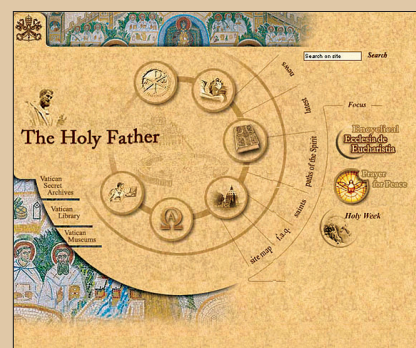 Search on site
Search
news
latest
Focus
Encyclical
Ecclesia de
Eucharistia
paths of the Spirit
The Holy Father
Prayer
for Peace
Vatican
Secret
Archives
saints
Vatican
Library
Holy Week
f.a.q.
Vatican
Museums
site map